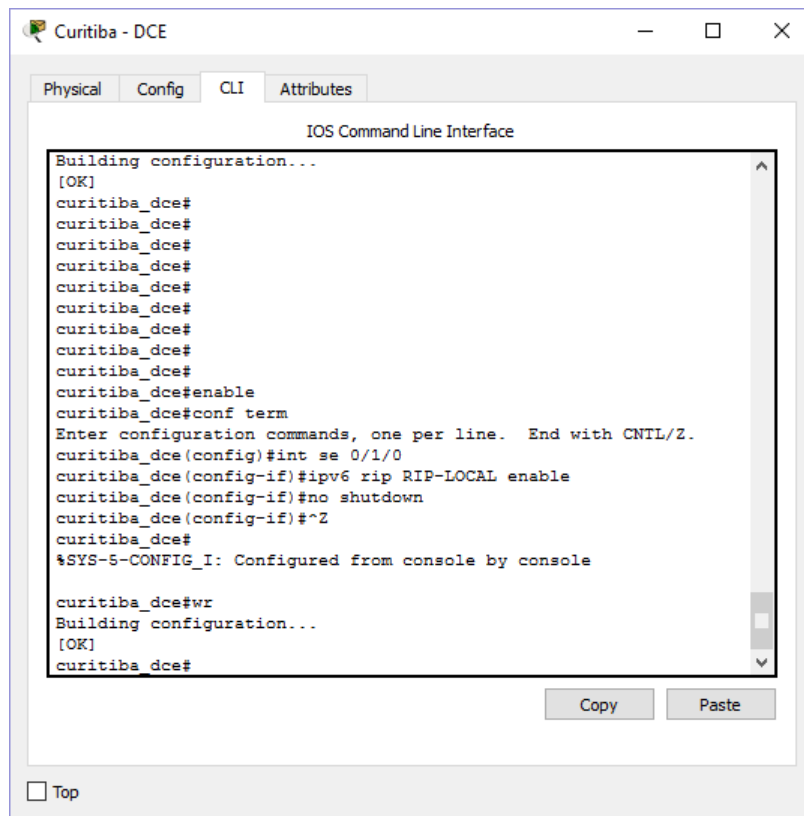 Curitiba - DCE
Physical Config CLI Attributes
IOS Command Line Interface
Building configuration...
[OK]
curitiba_dce#
curitiba_dce#
curitiba_dce#
curitiba_dce#
curitiba_dce#
curitiba_dce#
curitiba_dce#
curitiba_dce#
curitiba_dce#
curitiba_dce#enable
curitiba_dce#conf term
Enter configuration commands, one per line.  End with CNTL/Z.
curitiba_dce(config)#int se 0/1/0
curitiba_dce(config-if)#ipv6 rip RIP-LOCAL enable
curitiba_dce(config-if)#no shutdown
curitiba_dce(config-if)#^Z
curitiba_dce#
%SYS-5-CONFIG_I: Configured from console by console
curitiba_dce#wr
Building configuration...
[OK]
curitiba_dce#
Copy Paste
Top